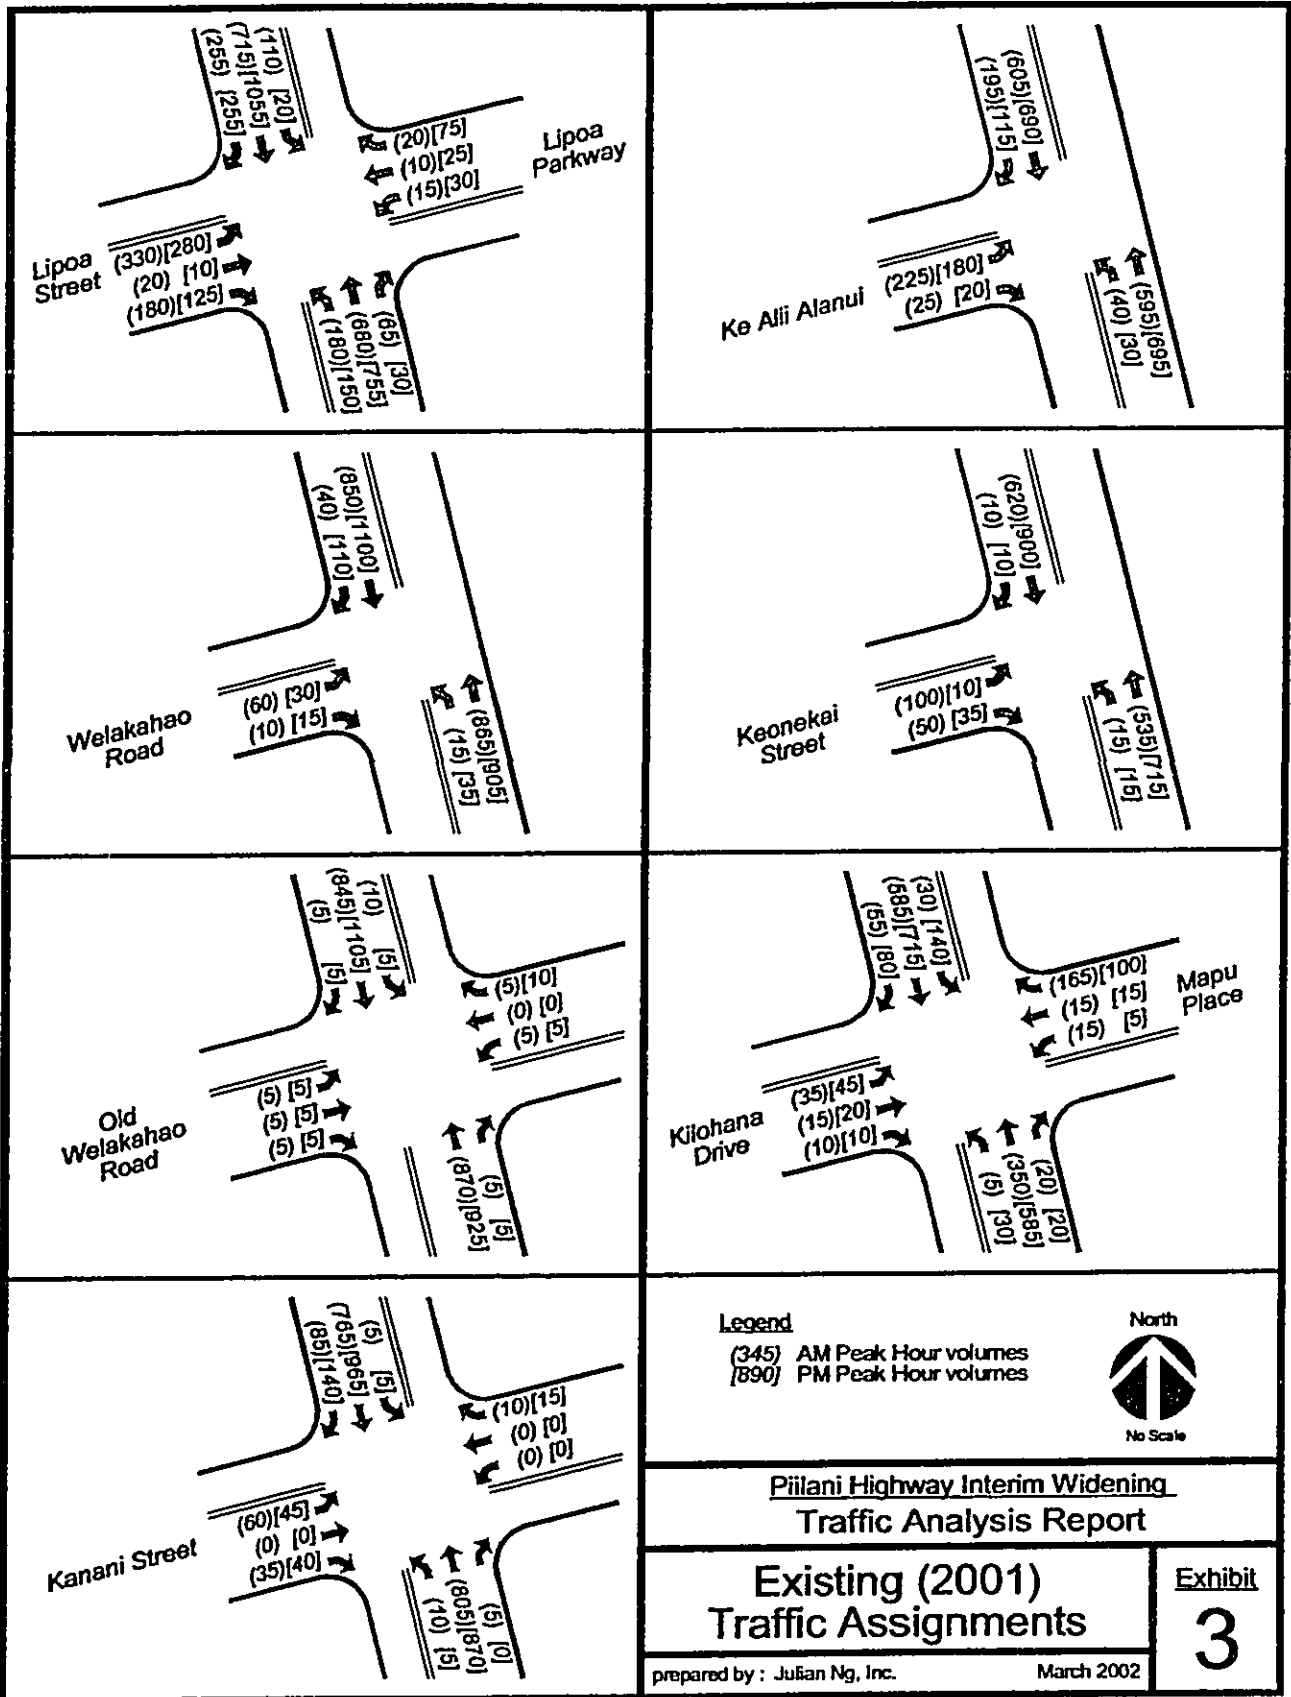 (110) [20]
(715)[1055]
(255) [255]
(20)[75]
(10)[25]
(15)[30]
Lipoa
Parkway
Lipoa
Street
(330)[280]
(20) [10]
(180)[125]
(180)[150]
(680)[755]
(65) [30]
(605)[690]
(195)[115]
Ke Alii Alanui
(225)[180]
(25) [20]
(40) [30]
(595)[695]
(850)[1100]
(40) [110]
Welakahao
Road
(60) [30]
(10) [15]
(15) [35]
(865)[905]
(620)[900]
(10) [10]
Keonekai
Street
(100)[10]
(50) [35]
(15) [15]
(535)[715]
(10) [5]
(845)[1105]
(5) [5]
(5)[10]
(0) [0]
(5) [5]
Old
Welakahao
Road
(5) [5]
(5) [5]
(5) [5]
(870)[925]
(5) [5]
(30) [140]
(585)[715]
(55) [80]
(165)[100]
(15) [15]
(15) [5]
Mapu
Place
Kilohana
Drive
(35)[45]
(15)[20]
(10)[10]
(5) [30]
(350)[585]
(20) [20]
(5) [5]
(765)[965]
(85)[140]
(10)[15]
(0) [0]
(0) [0]
Kanani Street
(60)[45]
(0) [0]
(35)[40]
(10) [5]
(805)[870]
(5) [0]
Legend
(345) AM Peak Hour volumes
[890] PM Peak Hour volumes
North
No Scale
Piilani Highway Interim Widening
Traffic Analysis Report
Existing (2001)
Traffic Assignments
Exhibit
3
prepared by : Julian Ng, Inc. March 2002